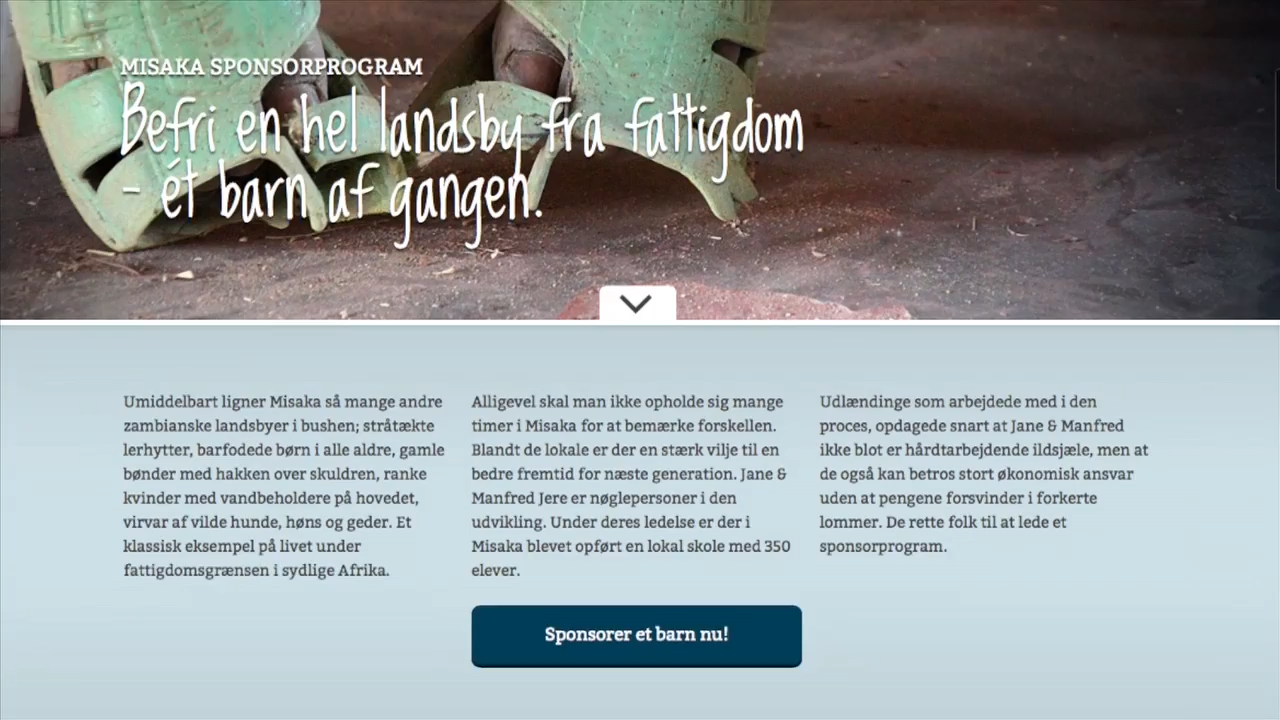 MISAKA SPONSORPROGRAM
Befri en hel landsby fra fattigdom
- ét barn af gangen.
Umiddelbart ligner Misaka så mange andre
zambianske landsbyer i bushen; stråtækte
lerhytter, barfodede børn i alle aldre, gamle
bønder med hakken over skuldren, ranke
kvinder med vandbeholdere på hovedet,
virvar af vilde hunde, høns og geder. Et
klassisk eksempel på livet under
fattigdomsgrænsen i sydlige Afrika.
Alligevel skal man ikke opholde sig mange
timer i Misaka for at bemærke forskellen.
Blandt de lokale er der en stærk vilje til en
bedre fremtid for næste generation. Jane &
Manfred Jere er nøglepersoner i den
udvikling. Under deres ledelse er der i
Misaka blevet opført en lokal skole med 350
elever.
Udlændinge som arbejdede med i den
proces, opdagede snart at Jane & Manfred
ikke blot er hårdtarbejdende ildsjæle, men at
de også kan betros stort økonomisk ansvar
uden at pengene forsvinder i forkerte
lommer. De rette folk til at lede et
sponsorprogram.
Sponsorer et barn nu!